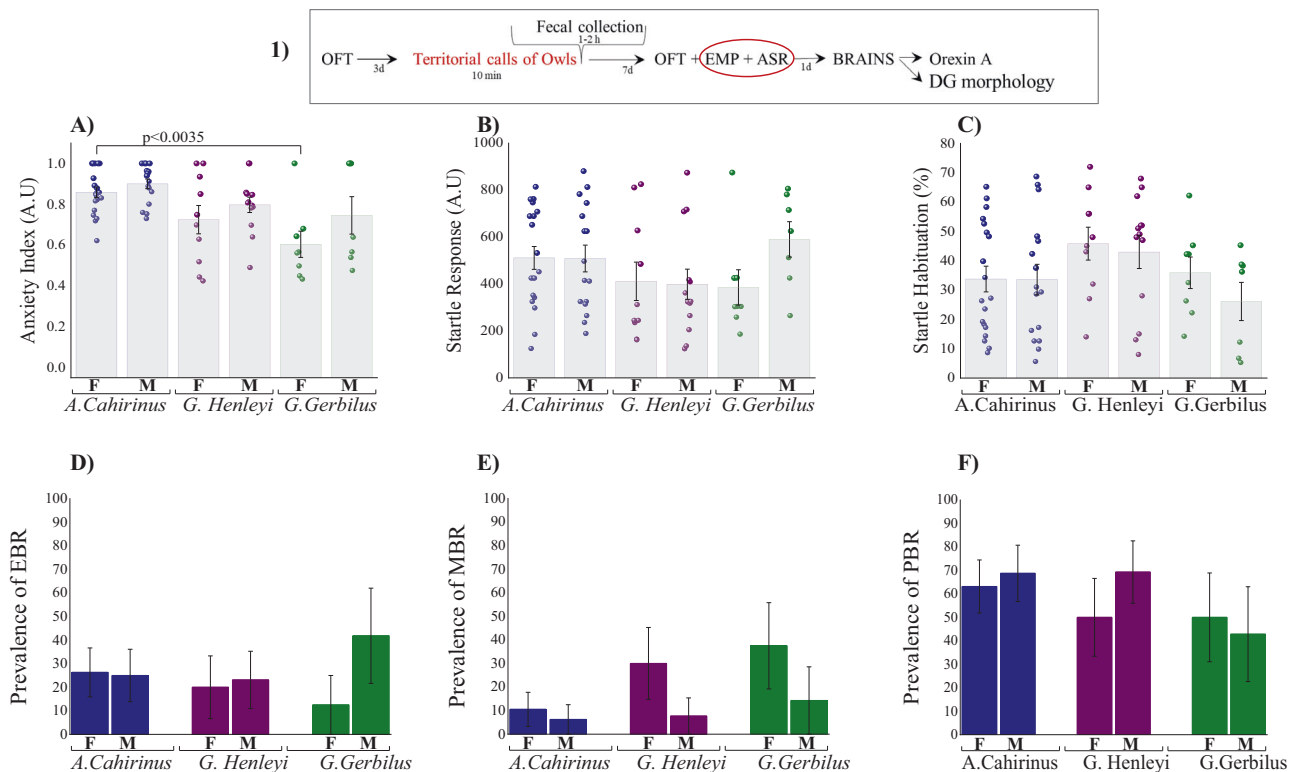 Fecal collection
1-2 h
1)
OFT
3d
Territorial calls of Owls
10 min
7d
OFT + EMP + ASR
1d
BRAINS
Orexin A
DG morphology
A)
p<0.0035
Anxiety Index (A.U)
1.0
0.8
0.6
0.4
0.2
0.0
F M F M F M
A.Cahirinus G. Henleyi G.Gerbilus
B)
Startle Response (A.U)
1000
800
600
400
200
0
F M F M F M
A.Cahirinus G. Henleyi G.Gerbilus
C)
Startle Habituation (%)
80
70
60
50
40
30
20
10
0
F M F M F M
A.Cahirinus G. Henleyi G.Gerbilus
D)
Prevalence of EBR
100
90
80
70
60
50
40
30
20
10
0
F M F M F M
A.Cahirinus G. Henleyi G.Gerbilus
E)
Prevalence of MBR
100
90
80
70
60
50
40
30
20
10
0
F M F M F M
A.Cahirinus G. Henleyi G.Gerbilus
F)
Prevalence of PBR
100
90
80
70
60
50
40
30
20
10
0
F M F M F M
A.Cahirinus G. Henleyi G.Gerbilus